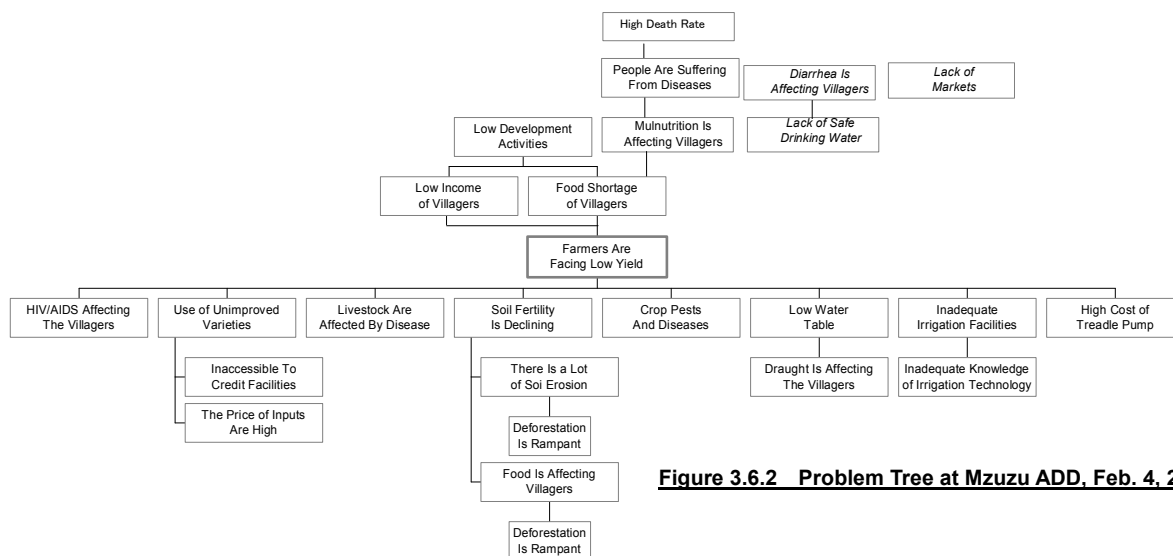 High Death Rate
People Are Suffering
From Diseases
Diarrhea Is
Affecting Villagers
Lack of
Markets
Low Development
Activities
Mulnutrition Is
Affecting Villagers
Lack of Safe
Drinking Water
Low Income
of Villagers
Food Shortage
of Villagers
Farmers Are
Facing Low Yield
HIV/AIDS Affecting
The Villagers
Use of Unimproved
Varieties
Livestock Are
Affected By Disease
Soil Fertility
Is Declining
Crop Pests
And Diseases
Low Water
Table
Inadequate
Irrigation Facilities
High Cost of
Treadle Pump
Inaccessible To
Credit Facilities
There Is a Lot
of Soi Erosion
Draught Is Affecting
The Villagers
Inadequate Knowledge
of Irrigation Technology
The Price of Inputs
Are High
Deforestation
Is Rampant
Food Is Affecting
Villagers
Deforestation
Is Rampant
Figure 3.6.2 Problem Tree at Mzuzu ADD, Feb. 4, 2